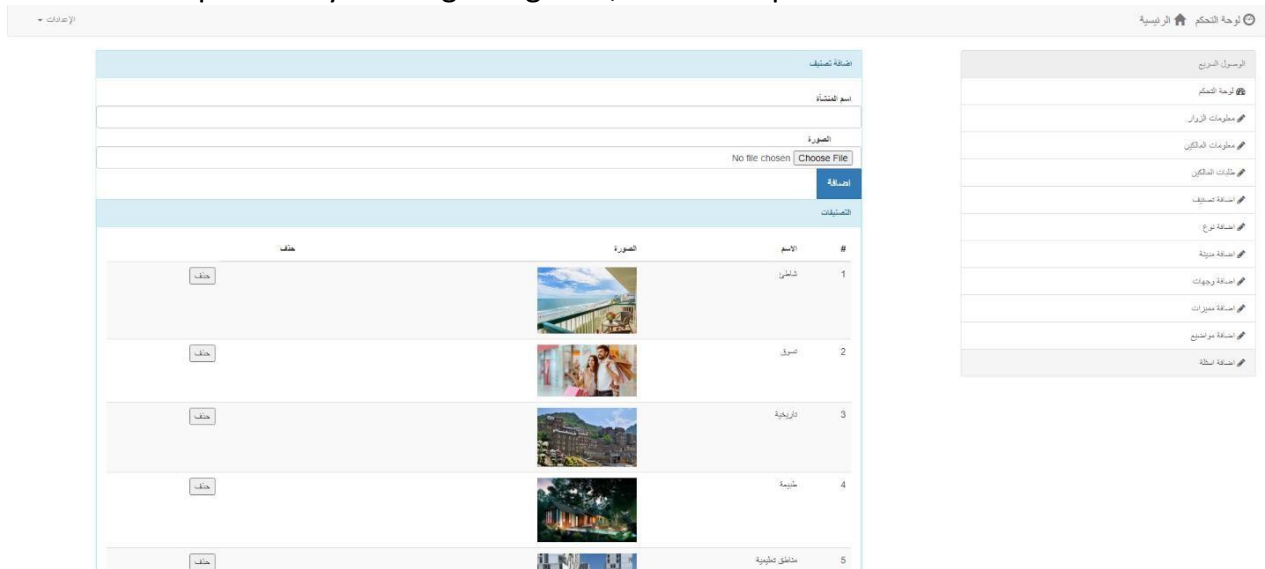 لوحة التحكم الرئيسية
الإعدادات
الوصول السريع
لوحة التحكم
معلومات الزوار
معلومات المالكين
طلبات المالكين
اضافة تصنيف
اضافة نوع
اضافة مدينة
اضافة وجهات
اضافة مميزات
اضافة مواضيع
اضافة اسئلة
اضافة تصنيف
اسم المنشأة
الصورة
Choose File No file chosen
اضافة
التصنيفات
# الاسم الصورة حذف
1 شاطئ حذف
2 تسوق حذف
3 تاريخية حذف
4 طبيعة حذف
5 مناطق تعليمية حذف